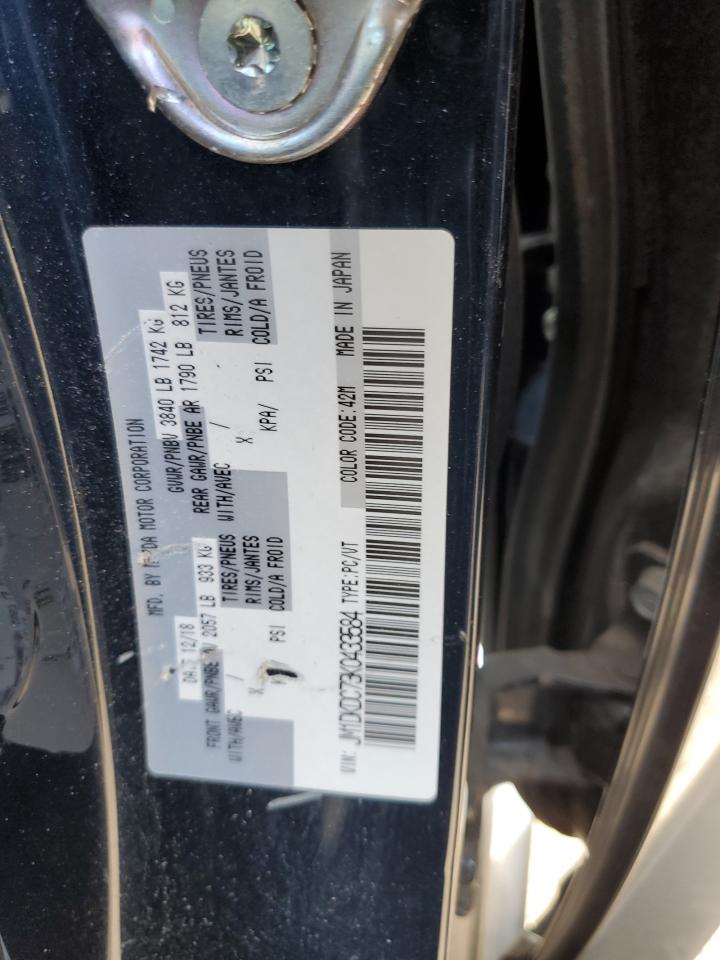 MFD. BY MAZDA MOTOR CORPORATION
DATE 12/18 GVWR/PNBV 3840 LB 1742 KG
FRONT GAWR/PNBE AV 2057 LB 933 KG REAR GAWR/PNBE AR 1790 LB 812 KG
WITH/AVEC / TIRES/PNEUS WITH/AVEC / TIRES/PNEUS
X RIMS/JANTES X RIMS/JANTES
PSI COLD/A FROID KPA/ PSI COLD/A FROID
COLOR CODE:42M MADE IN JAPAN
VIN: JM1DKDC73K0433584 TYPE:PC/VT